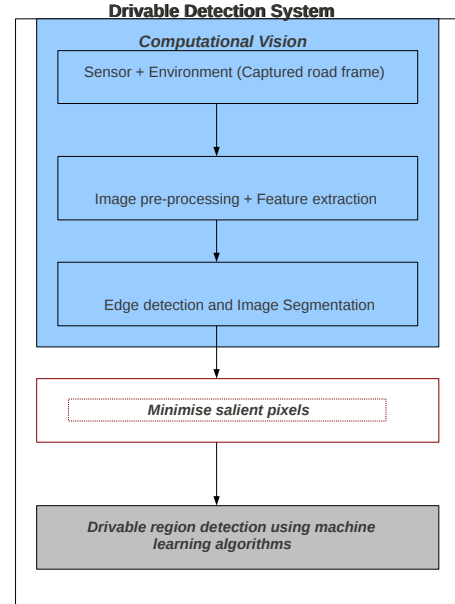 Drivable Detection System
Computational Vision
Sensor + Environment (Captured road frame)
Image pre-processing + Feature extraction
Edge detection and Image Segmentation
Minimise salient pixels
Drivable region detection using machine
learning algorithms